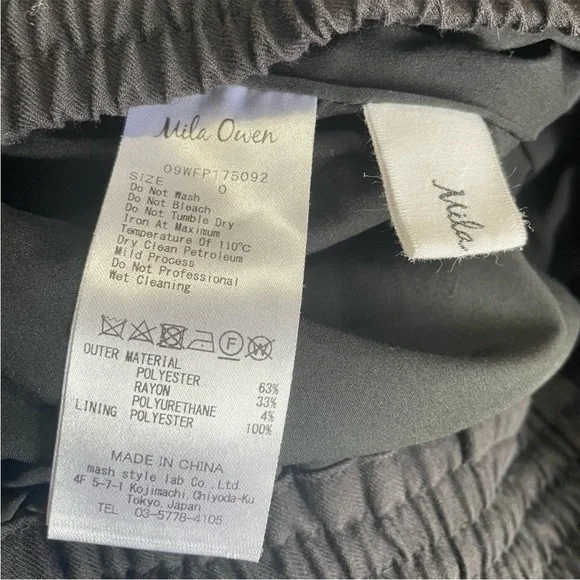 Mila Owen
09WFP175092
SIZE 0
Do Not Wash
Do Not Bleach
Do Not Tumble Dry
Iron At Maximum
Temperature Of 110℃
Dry Clean Petroleum
Mild Process
Do Not Professional
Wet Cleaning
F W
OUTER MATERIAL
POLYESTER 63%
RAYON 33%
POLYURETHANE 4%
LINING POLYESTER 100%
MADE IN CHINA
mash style lab Co.,Ltd.
4F 5-7-1 Kojimachi,Chiyoda-Ku
Tokyo,Japan
TEL 03-5778-4105
Mila